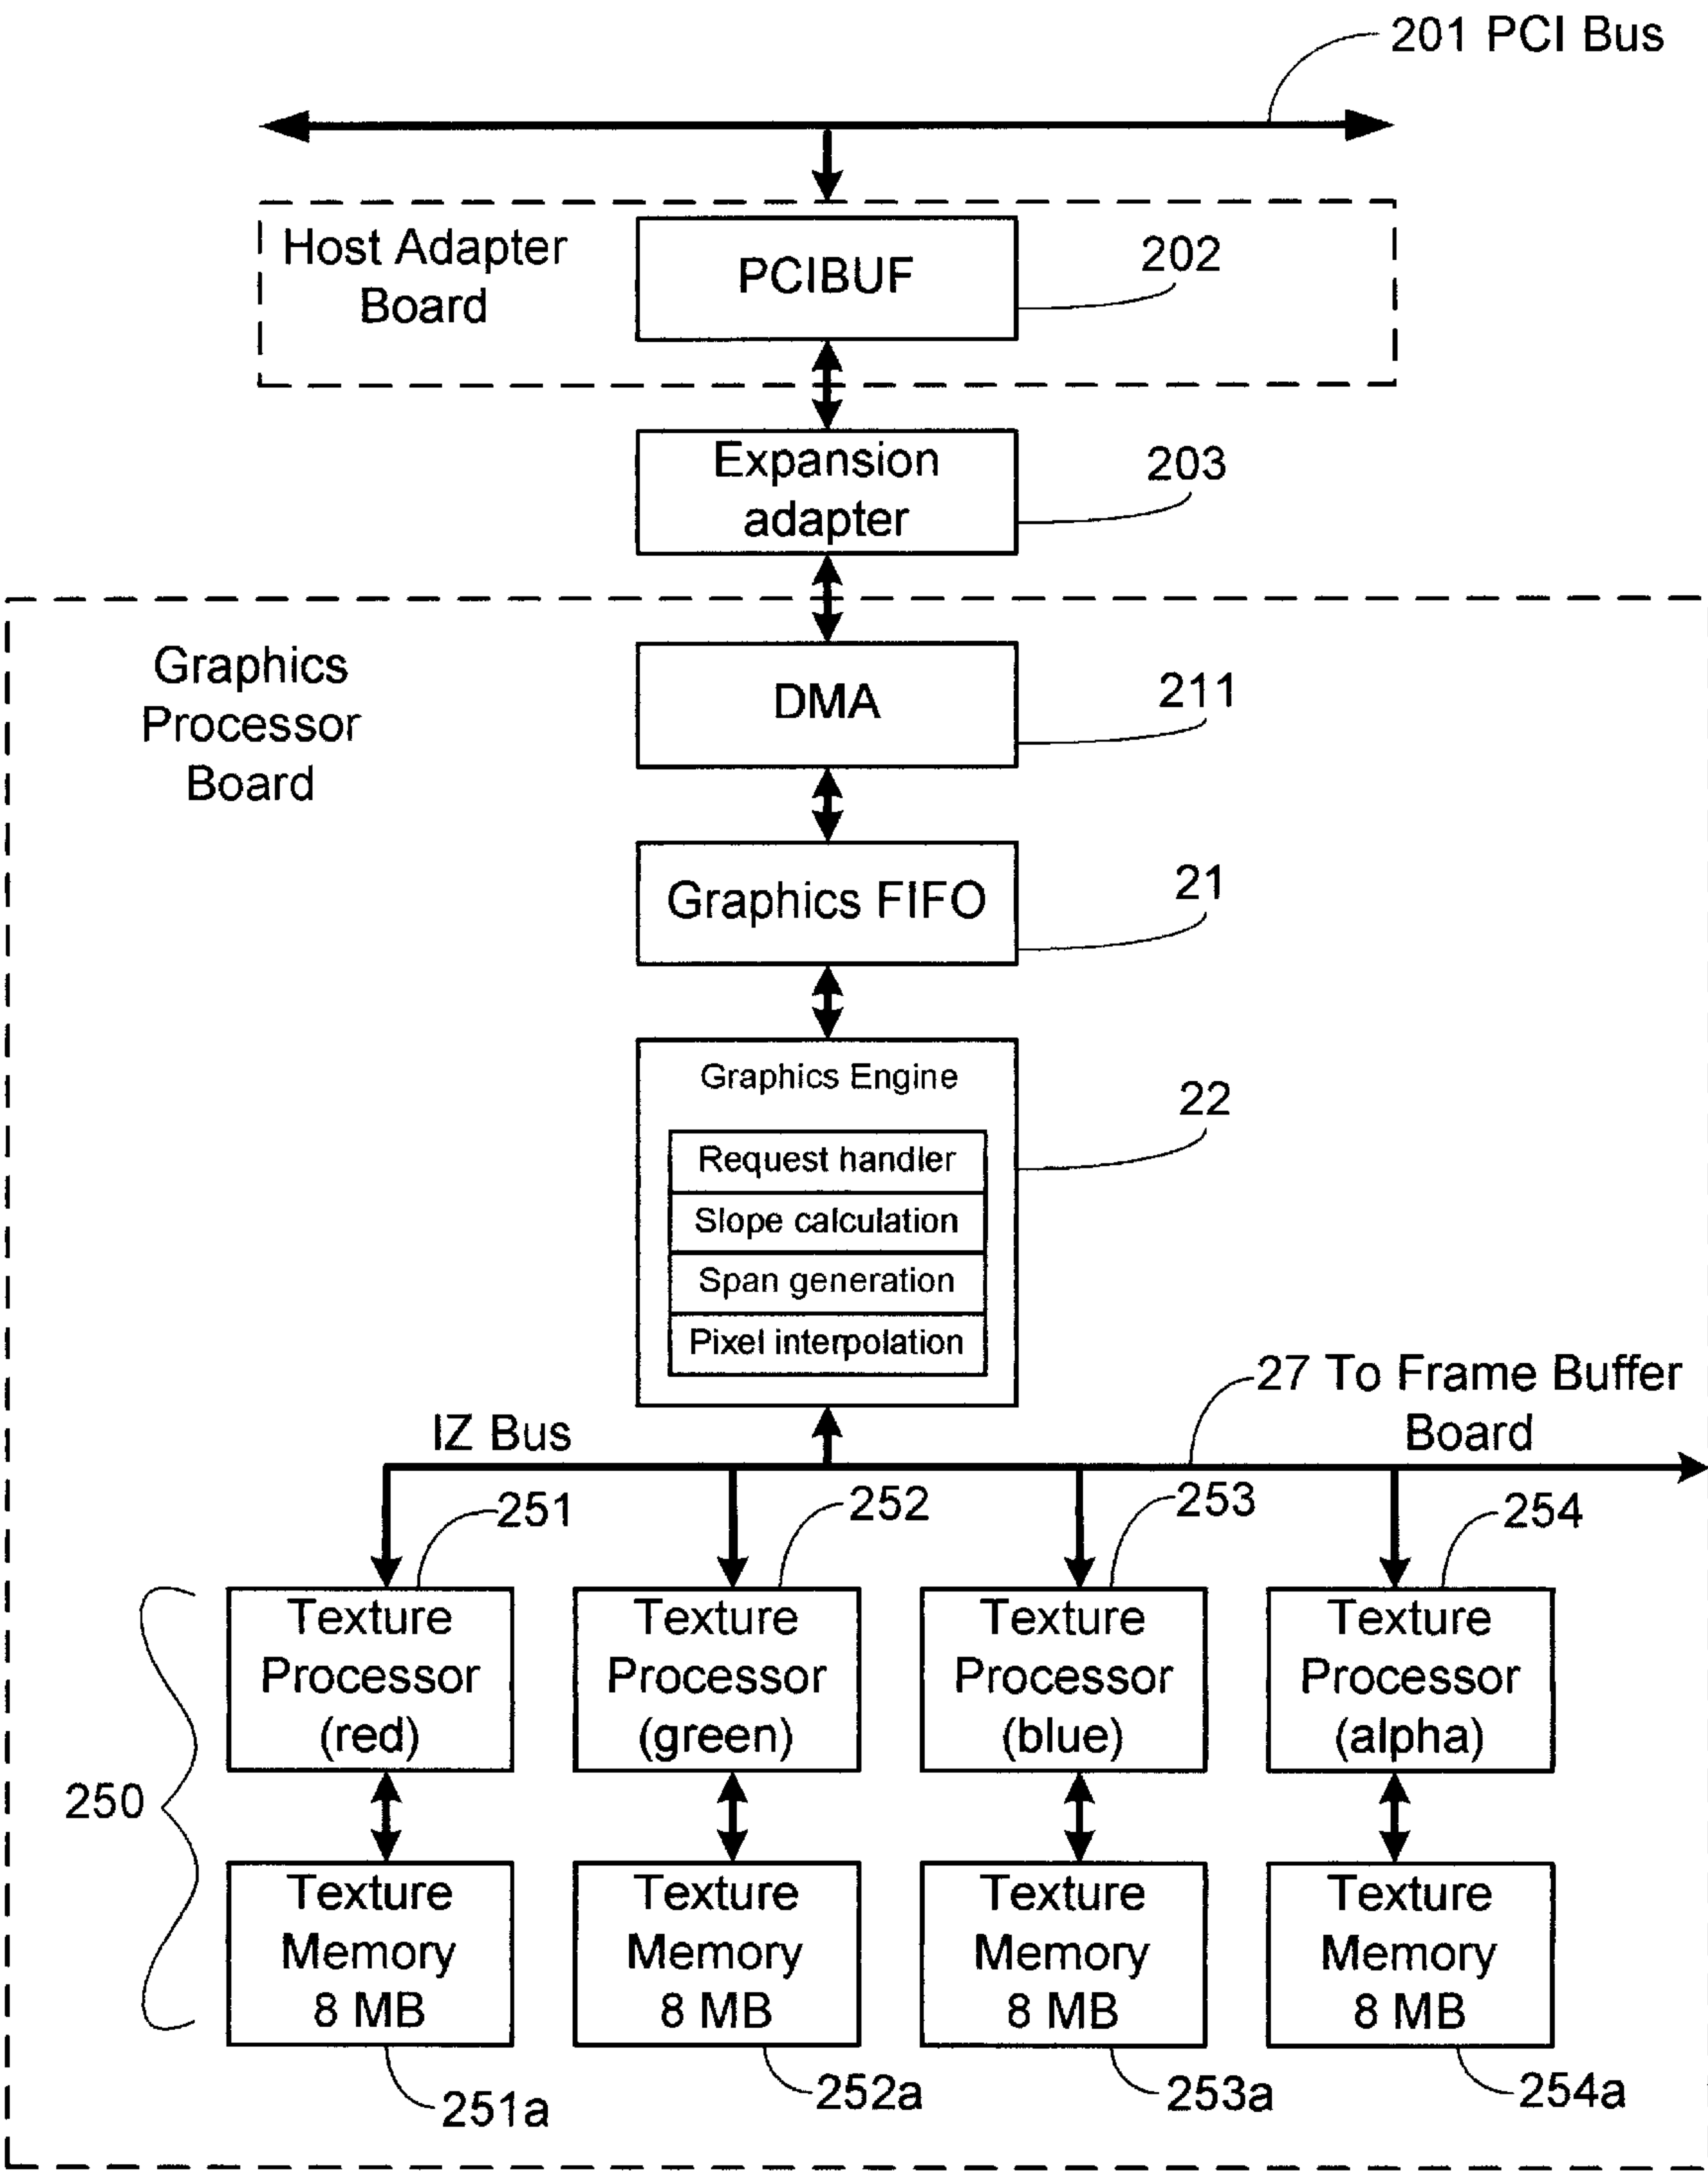 201 PCI Bus
Host Adapter
Board
PCIBUF
202
Expansion
adapter
203
Graphics
Processor
Board
DMA
211
Graphics FIFO
21
Graphics Engine
22
Request handler
Slope calculation
Span generation
Pixel interpolation
27 To Frame Buffer
Board
IZ Bus
251
252
253
254
Texture
Processor
(red)
Texture
Processor
(green)
Texture
Processor
(blue)
Texture
Processor
(alpha)
250
Texture
Memory
8 MB
Texture
Memory
8 MB
Texture
Memory
8 MB
Texture
Memory
8 MB
251a
252a
253a
254a